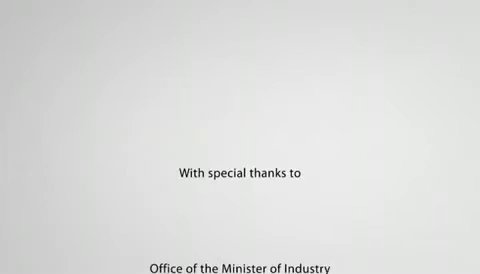 With special thanks to
Office of the Minister of Industry